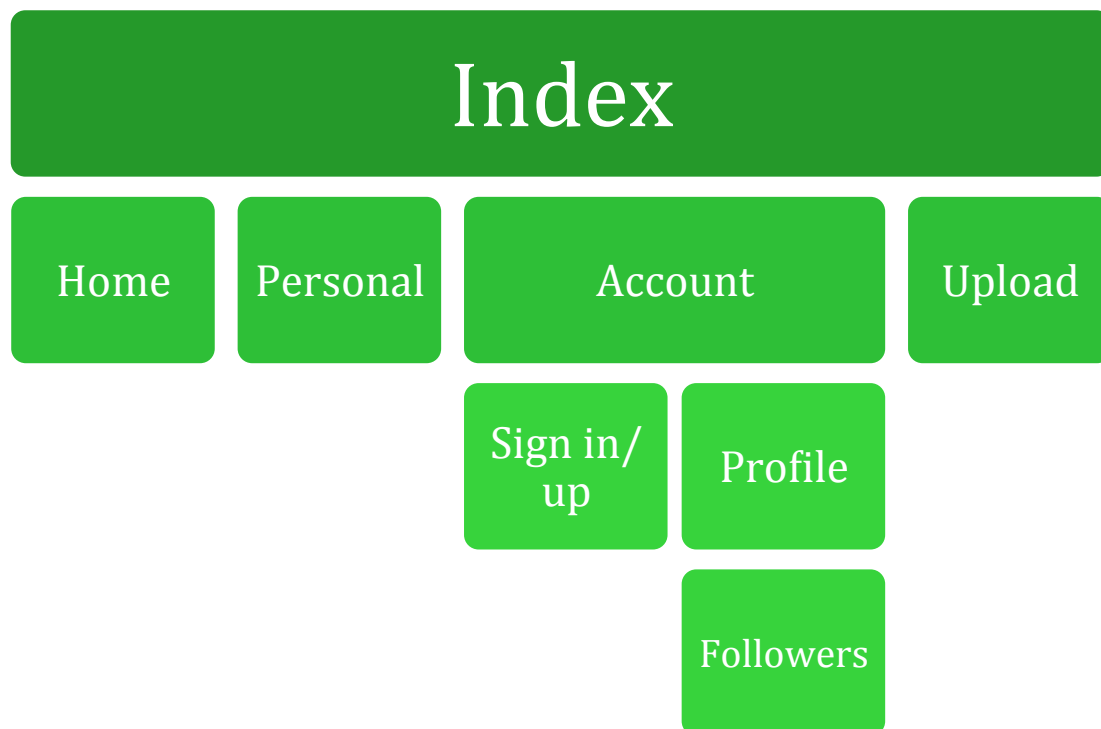 Index
Home
Personal
Account
Upload
Sign in/
up
Profile
Followers